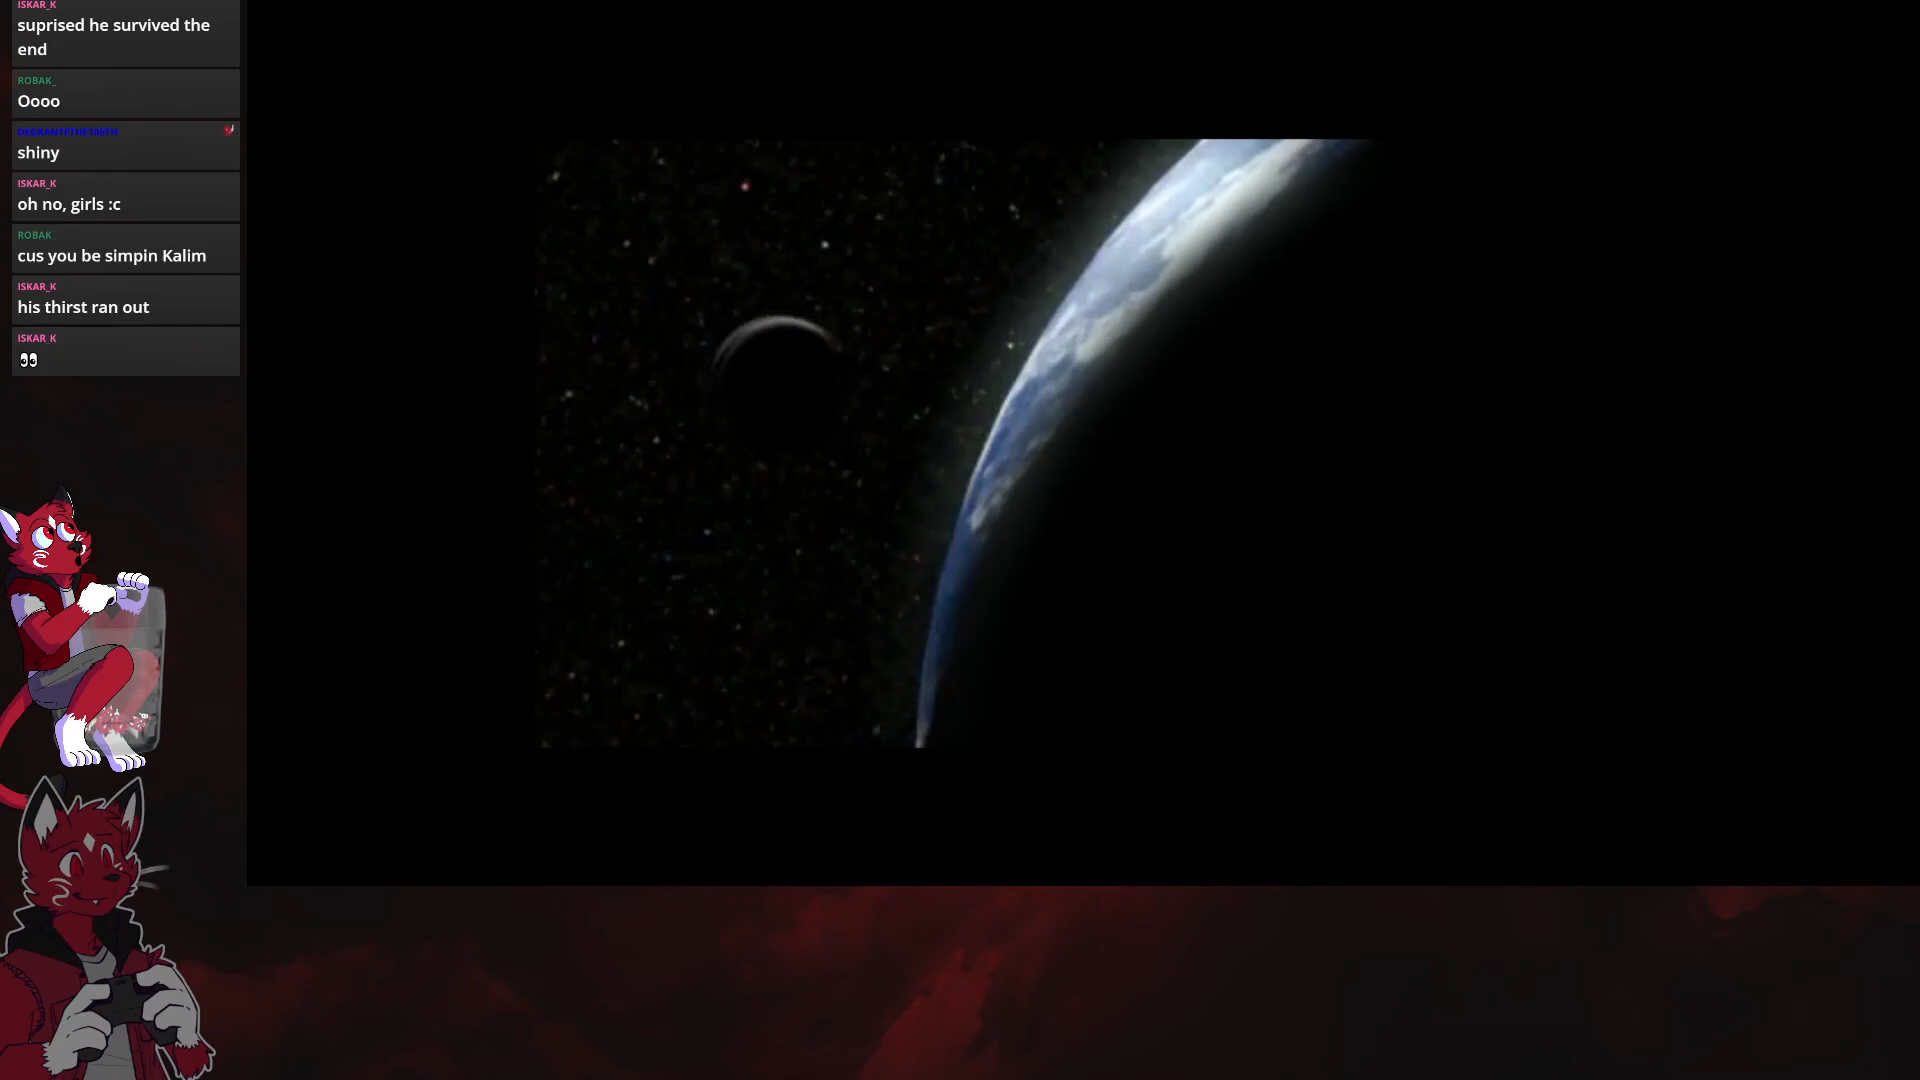 ISKAR_K
suprised he survived the
end
ROBAK_
Oooo
shiny
ISKAR_K
oh no, girls :c
ROBAK_
cus you be simpin Kalim
ISKAR_K
his thirst ran out
ISKAR_K